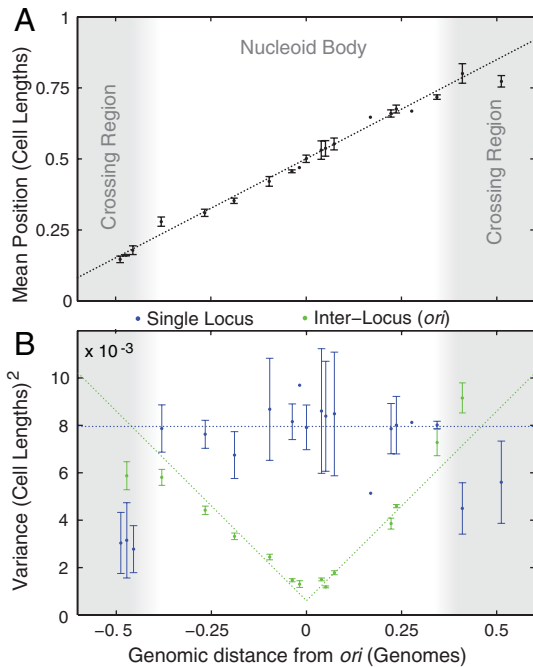 A
1
Nucleoid Body
0.75
0.5
0.25
0
Mean Position (Cell Lengths)
Crossing Region
Crossing Region
Single Locus
Inter-Locus (ori)
B
x 10-3
10
8
6
4
2
0
Variance (Cell Lengths)2
−0.5
−0.25
0
0.25
0.5
Genomic distance from ori (Genomes)